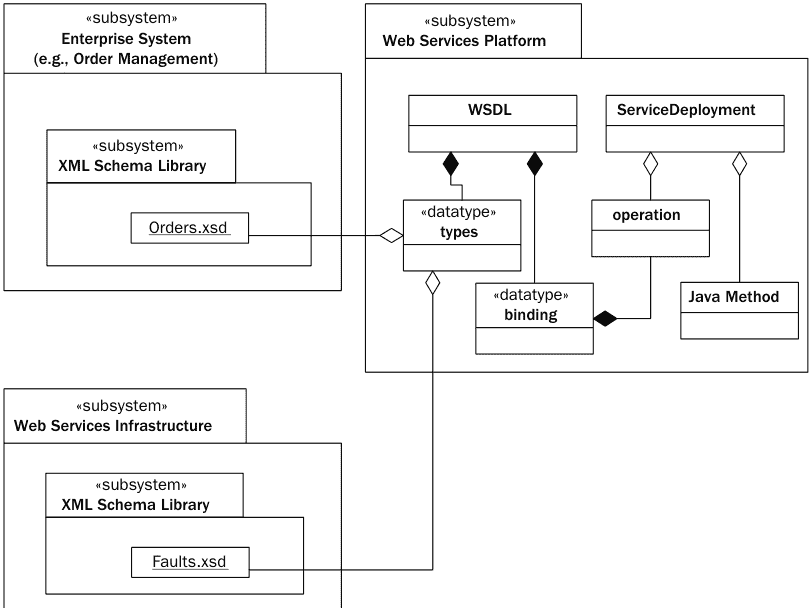 «subsystem»
Enterprise System
(e.g., Order Management)
«subsystem»
XML Schema Library
Orders.xsd
«subsystem»
Web Services Platform
WSDL
ServiceDeployment
«datatype»
types
operation
«datatype»
binding
Java Method
«subsystem»
Web Services Infrastructure
«subsystem»
XML Schema Library
Faults.xsd